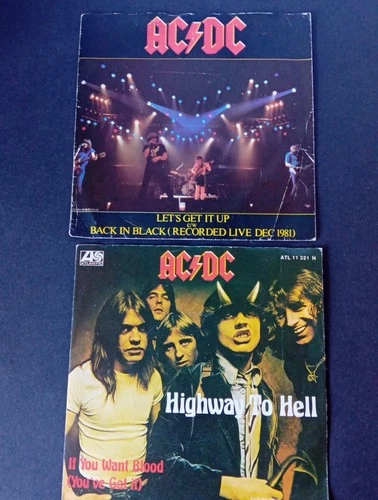 AC/DC
LET'S GET IT UP
C/W
BACK IN BLACK (RECORDED LIVE DEC 1981)
AC/DC
ATL 11 321 N
ATLANTIC
Highway To Hell
If You Want Blood
(You've Got It)